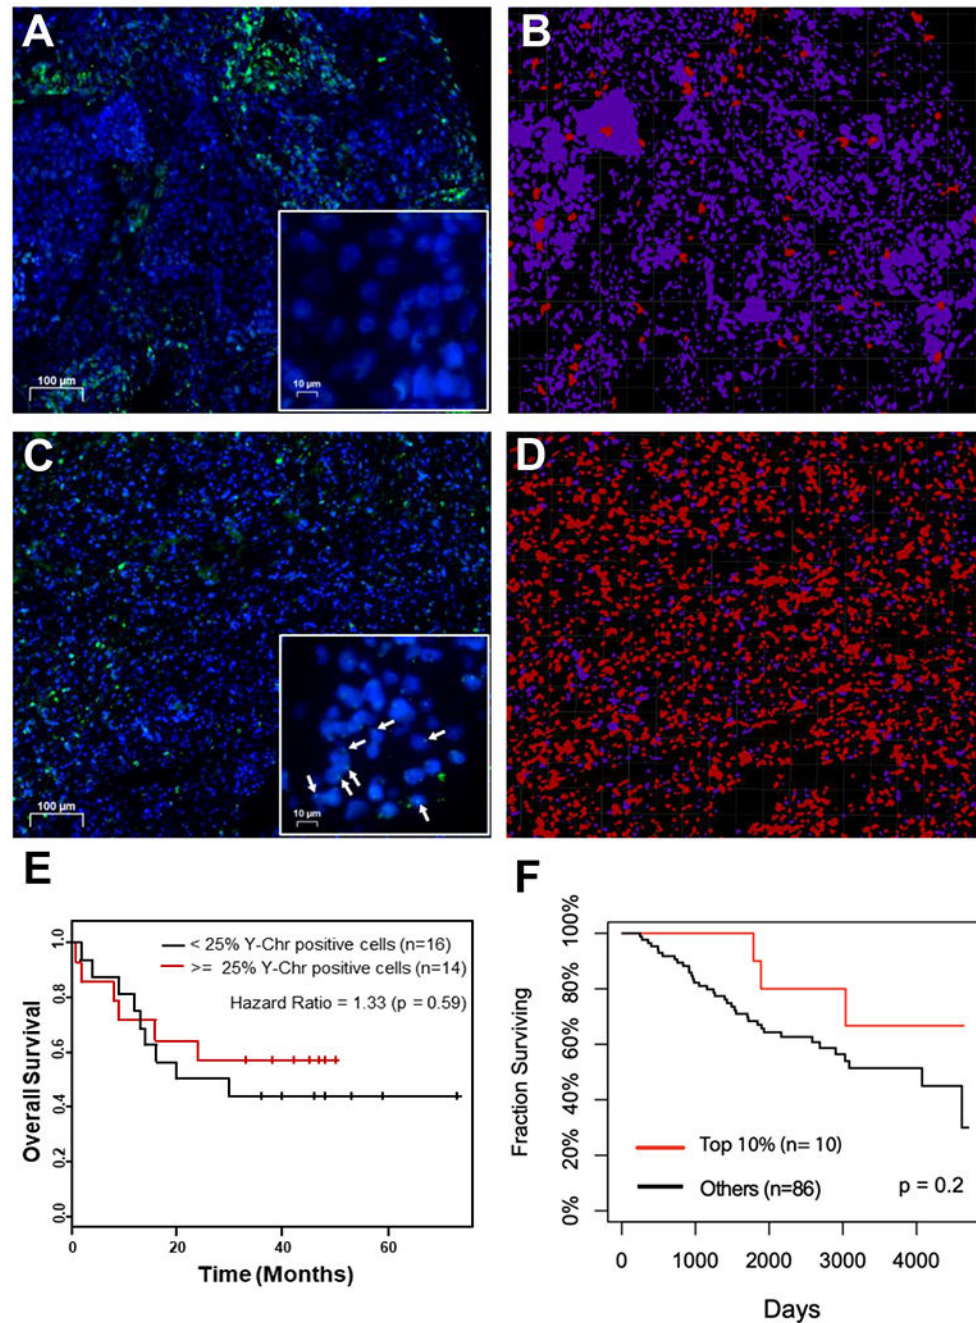 A
B
100 µm
10 µm
C
D
100 µm
10 µm
E
F
Overall Survival
1.0
0.8
0.6
0.4
0.2
0.0
< 25% Y-Chr positive cells (n=16)
>= 25% Y-Chr positive cells (n=14)
Hazard Ratio = 1.33 (p = 0.59)
0
20
40
60
Time (Months)
Fraction Surviving
100%
80%
60%
40%
20%
0%
Top 10% (n= 10)
Others (n=86)
p = 0.2
0
1000
2000
3000
4000
Days